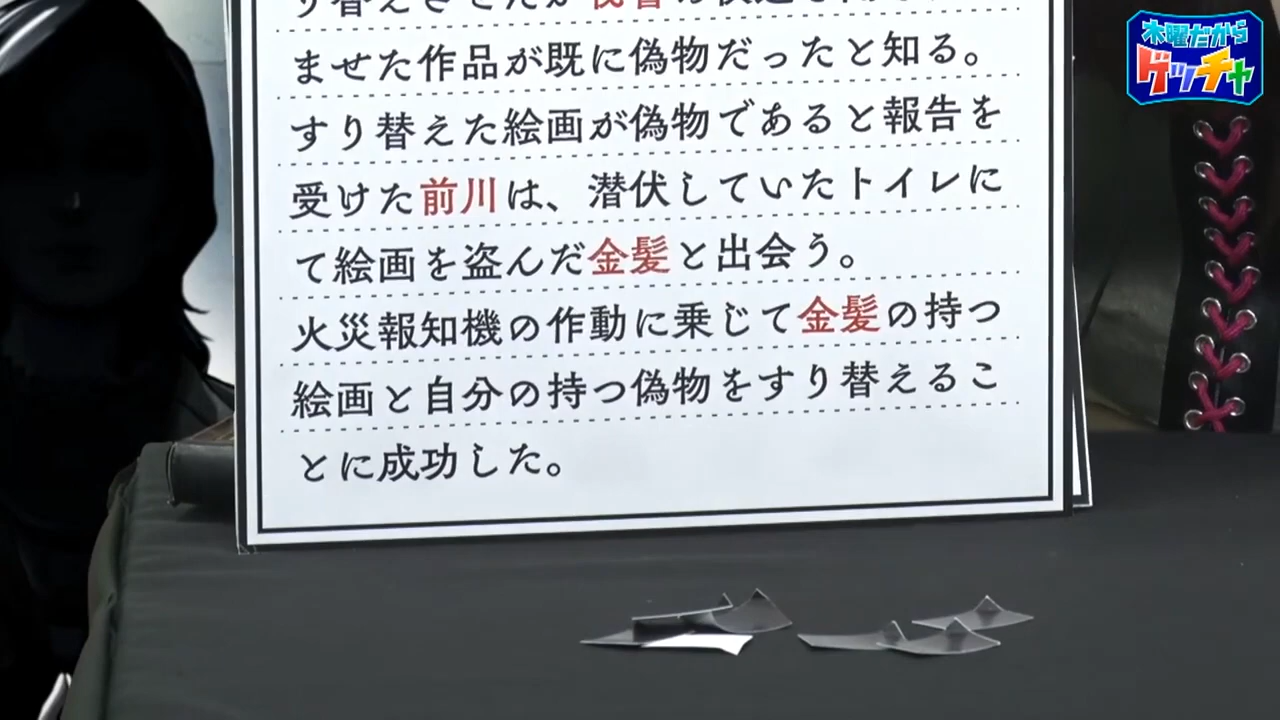 ませた作品が既に偽物だったと知る。
すり替えた絵画が偽物であると報告を
受けた前川は、潜伏していたトイレに
て絵画を盗んだ金髪と出会う。
火災報知機の作動に乗じて金髪の持つ
絵画と自分の持つ偽物をすり替えるこ
とに成功した。
木曜だから
ゲッチャ